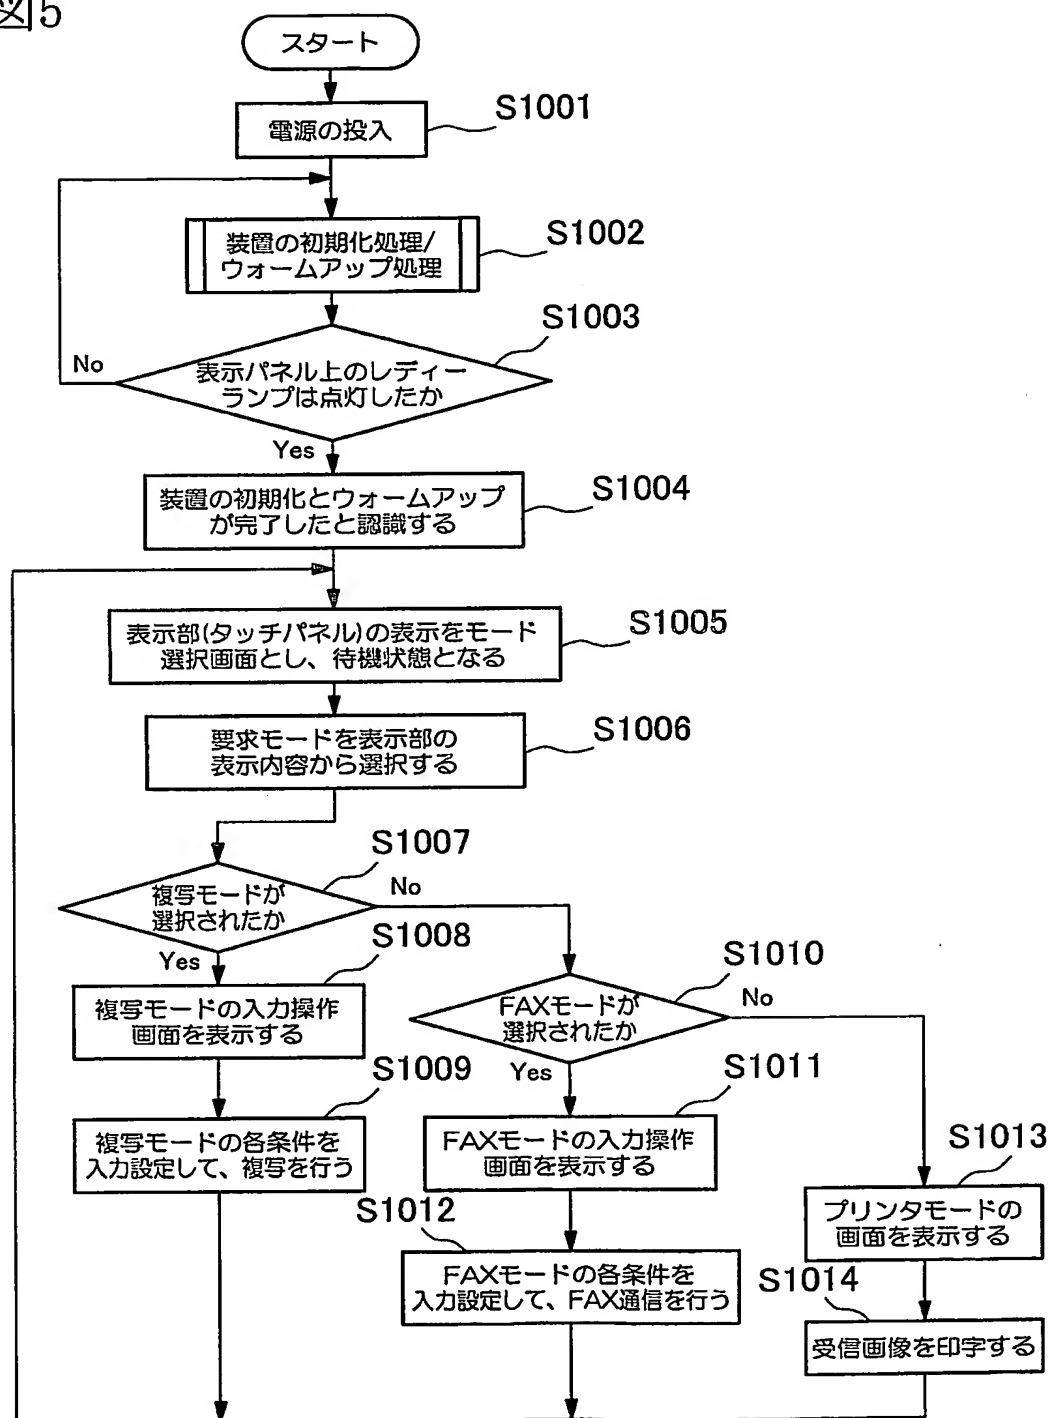 図5
スタート
電源の投入
S1001
装置の初期化処理/
ウォームアップ処理
S1002
表示パネル上のレディー
ランプは点灯したか
S1003
No
Yes
装置の初期化とウォームアップ
が完了したと認識する
S1004
表示部(タッチパネル)の表示をモード
選択画面とし、待機状態となる
S1005
要求モードを表示部の
表示内容から選択する
S1006
複写モードが
選択されたか
S1007
No
Yes
複写モードの入力操作
画面を表示する
S1008
複写モードの各条件を
入力設定して、複写を行う
S1009
FAXモードが
選択されたか
S1010
No
Yes
FAXモードの入力操作
画面を表示する
S1011
FAXモードの各条件を
入力設定して、FAX通信を行う
S1012
プリンタモードの
画面を表示する
S1013
受信画像を印字する
S1014